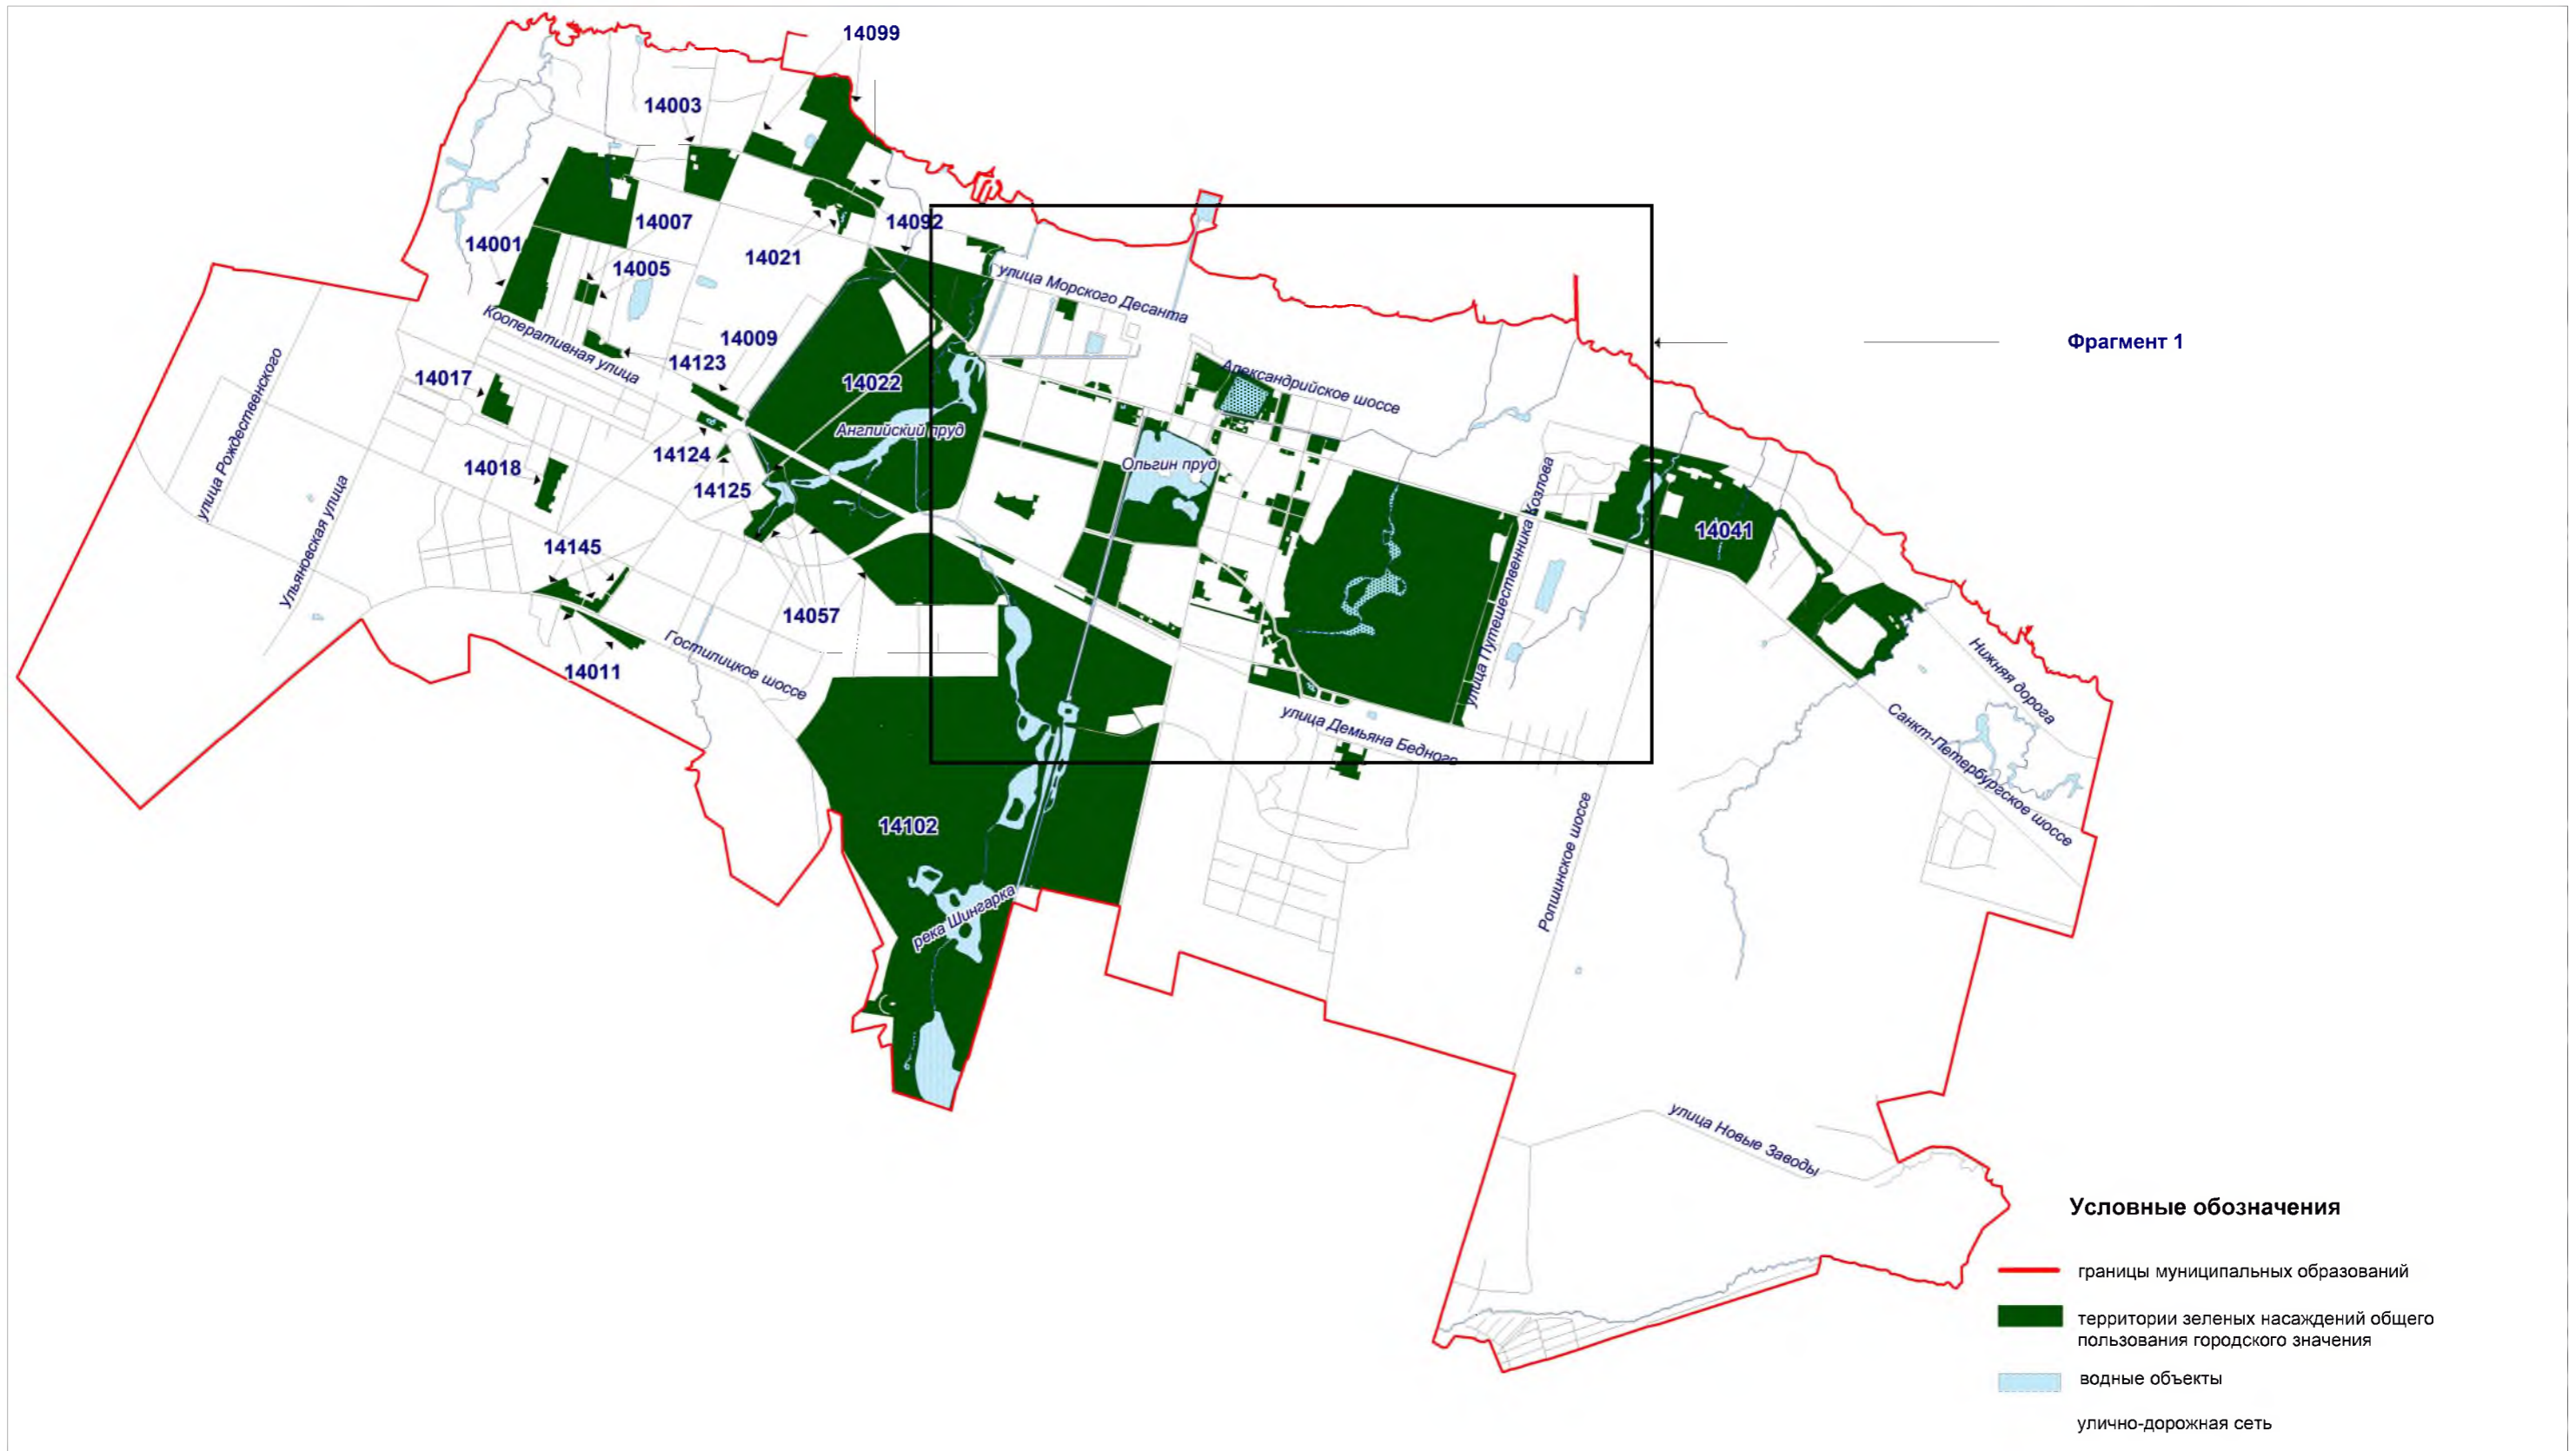 14099
14003
14007
14092
14001
14021
14005
улица Морского Десанта
Кооперативная улица
14009
Фрагмент 1
14123
14017
14022
Александрийское шоссе
улица Рождественского
Английский пруд
14124
14018
Ольгин пруд
14125
улица Путешественника Козлова
14041
Ульяновская улица
14145
14057
14011
Гостилицкое шоссе
Нижняя дорога
улица Демьяна Бедного
Санкт-Петербургское шоссе
14102
Ропшинское шоссе
река Шингарка
улица Новые Заводы
Условные обозначения
границы муниципальных образований
территории зеленых насаждений общего
пользования городского значения
водные объекты
улично-дорожная сеть